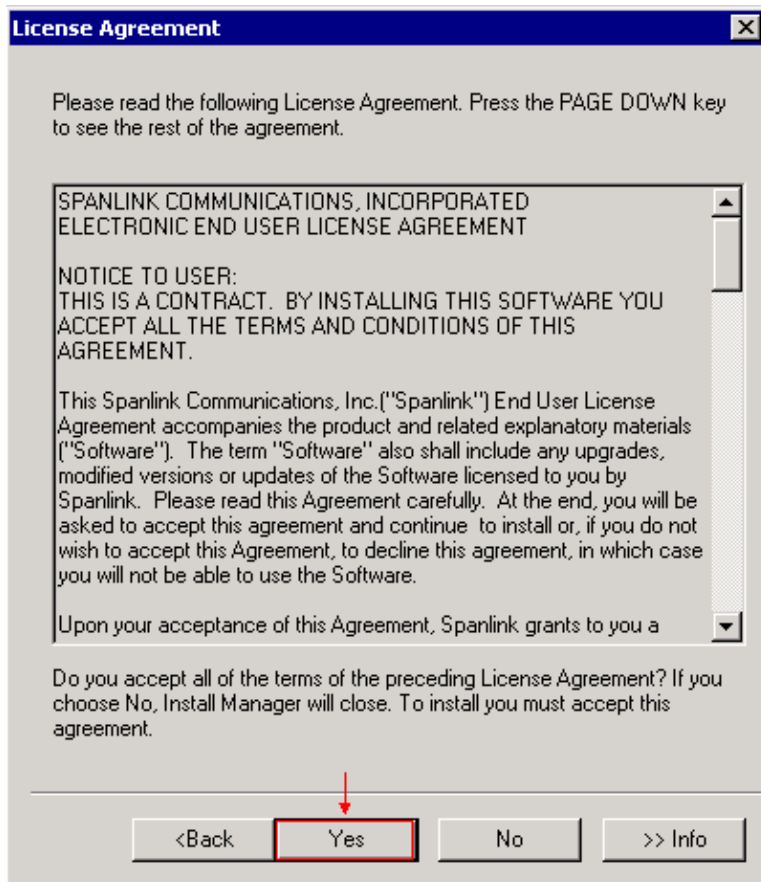 License Agreement
Please read the following License Agreement. Press the PAGE DOWN key
to see the rest of the agreement.
SPANLINK COMMUNICATIONS, INCORPORATED
ELECTRONIC END USER LICENSE AGREEMENT
NOTICE TO USER:
THIS IS A CONTRACT.  BY INSTALLING THIS SOFTWARE YOU
ACCEPT ALL THE TERMS AND CONDITIONS OF THIS
AGREEMENT.
This Spanlink Communications, Inc.("Spanlink") End User License
Agreement accompanies the product and related explanatory materials
("Software").  The term "Software" also shall include any upgrades,
modified versions or updates of the Software licensed to you by
Spanlink.  Please read this Agreement carefully.  At the end, you will be
asked to accept this agreement and continue  to install or, if you do not
wish to accept this Agreement, to decline this agreement, in which case
you will not be able to use the Software.
Upon your acceptance of this Agreement, Spanlink grants to you a
Do you accept all of the terms of the preceding License Agreement? If you
choose No, Install Manager will close. To install you must accept this
agreement.
<Back
Yes
No
>> Info